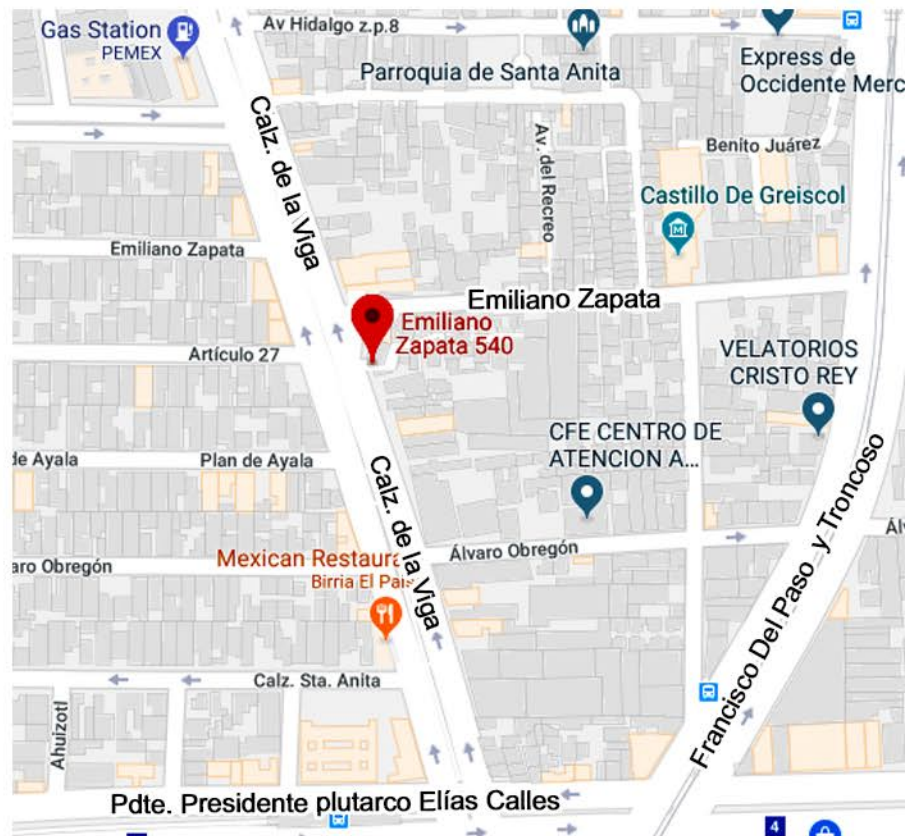 Gas Station
PEMEX
Av Hidalgo z.p.8
Parroquia de Santa Anita
Express de
Occidente Merc
Calz. de la Viga
Av. del Recreo
Benito Juárez
Castillo De Greiscol
Emiliano Zapata
Emiliano Zapata
Emiliano
Zapata 540
Artículo 27
VELATORIOS
CRISTO REY
CFE CENTRO DE
ATENCION A...
de Ayala
Plan de Ayala
Calz. de la Viga
Francisco Del Paso y Troncoso
Álvaro Obregón
Álv
aro Obregón
Mexican Restaura
Birria El Pais
Calz. Sta. Anita
Ahuizotl
Pdte. Presidente plutarco Elías Calles
4